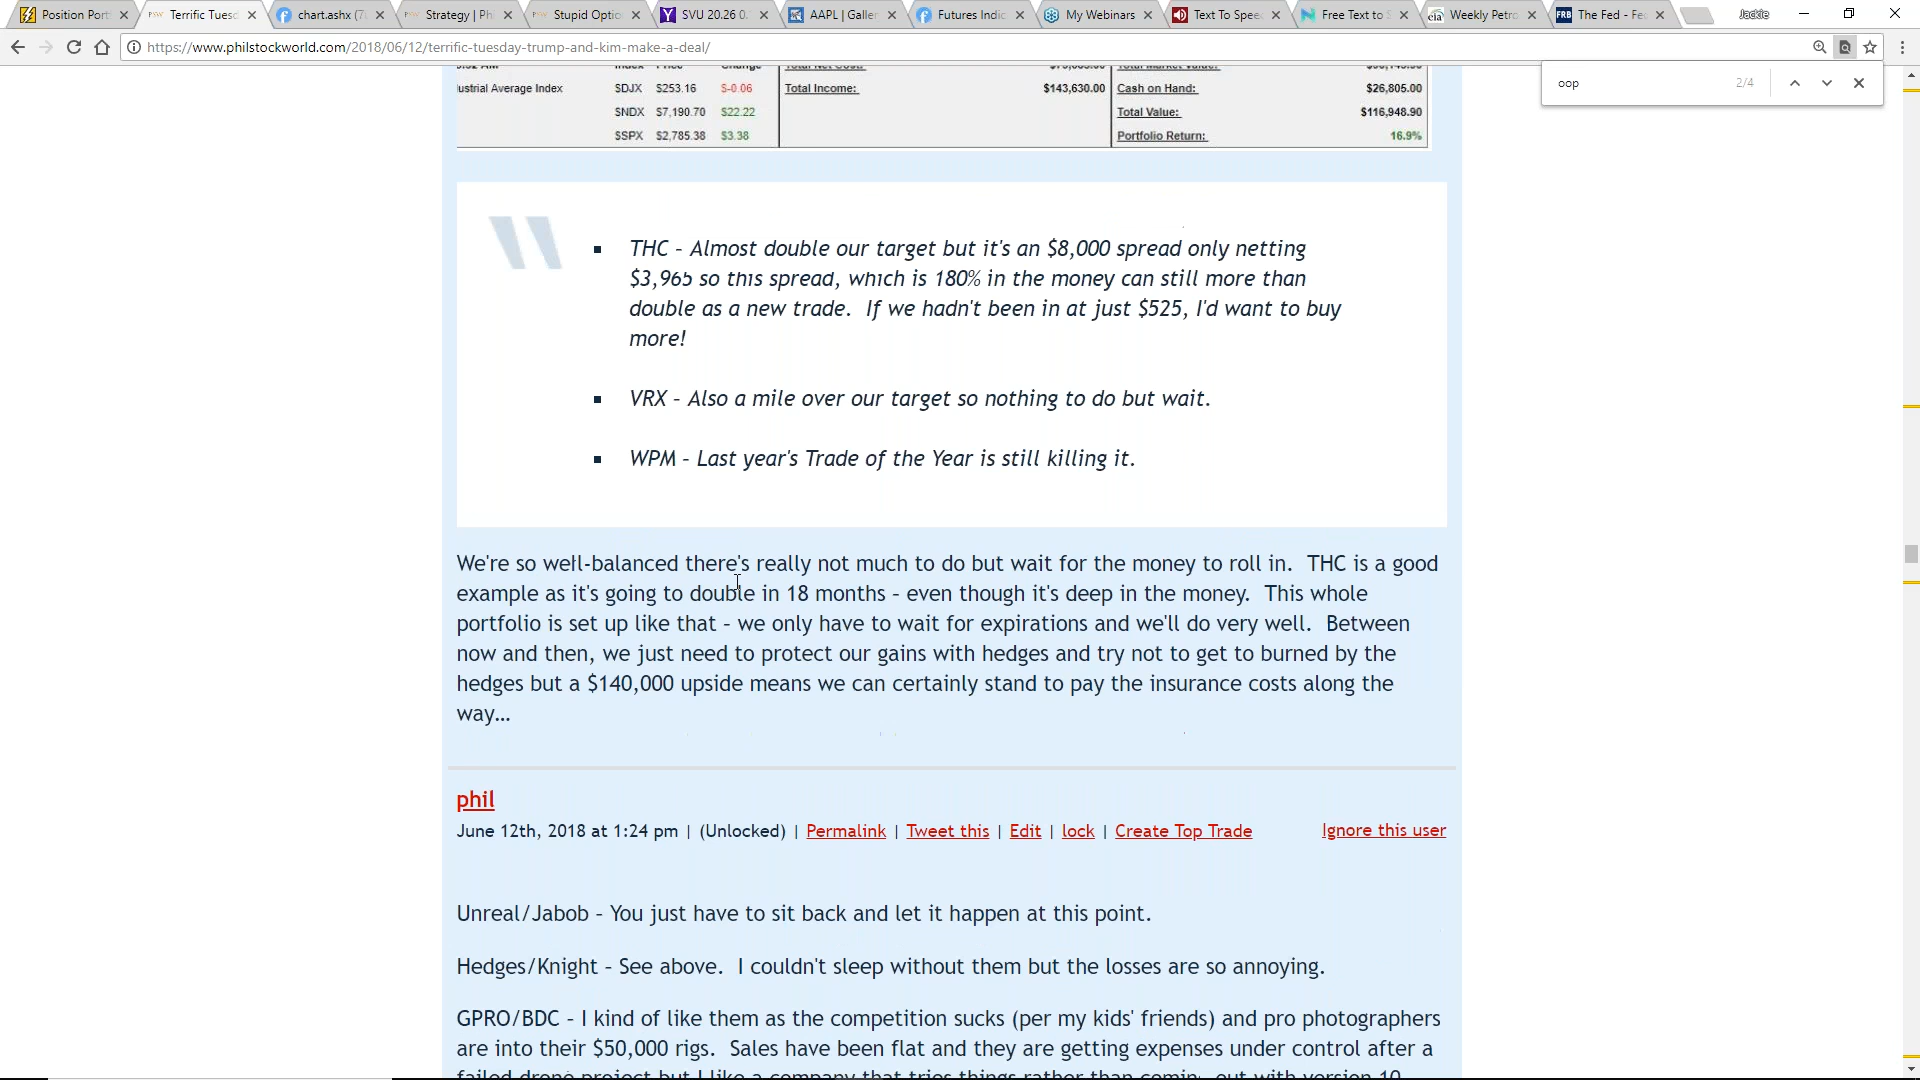 Position Port
Terrific Tuesd
chart.ashx (7
Strategy | Ph
Stupid Optio
SVU 20.26 0.
AAPL | Galler
Futures Indic
My Webinars
Text To Spee
Free Text to S
Weekly Petro
The Fed - Fe
Jackie
https://www.philstockworld.com/2018/06/12/terrific-tuesday-trump-and-kim-make-a-deal/
oop 2/4
ustrial Average Index $DJX $253.16 $-0.06 Total Income: $143,630.00 Cash on Hand: $26,805.00
$NDX $7,190.70 $22.22 Total Value: $116,948.90
$SPX $2,785.38 $3.38 Portfolio Return: 16.9%
THC – Almost double our target but it's an $8,000 spread only netting
$3,965 so this spread, which is 180% in the money can still more than
double as a new trade. If we hadn't been in at just $525, I'd want to buy
more!
VRX – Also a mile over our target so nothing to do but wait.
WPM – Last year's Trade of the Year is still killing it.
We're so well-balanced there's really not much to do but wait for the money to roll in. THC is a good
example as it's going to double in 18 months – even though it's deep in the money. This whole
portfolio is set up like that – we only have to wait for expirations and we'll do very well. Between
now and then, we just need to protect our gains with hedges and try not to get to burned by the
hedges but a $140,000 upside means we can certainly stand to pay the insurance costs along the
way…
phil
June 12th, 2018 at 1:24 pm | (Unlocked) | Permalink | Tweet this | Edit | lock | Create Top Trade Ignore this user
Unreal/Jabob – You just have to sit back and let it happen at this point.
Hedges/Knight – See above. I couldn't sleep without them but the losses are so annoying.
GPRO/BDC – I kind of like them as the competition sucks (per my kids' friends) and pro photographers
are into their $50,000 rigs. Sales have been flat and they are getting expenses under control after a
failed drone project but I like a company that tries things rather than